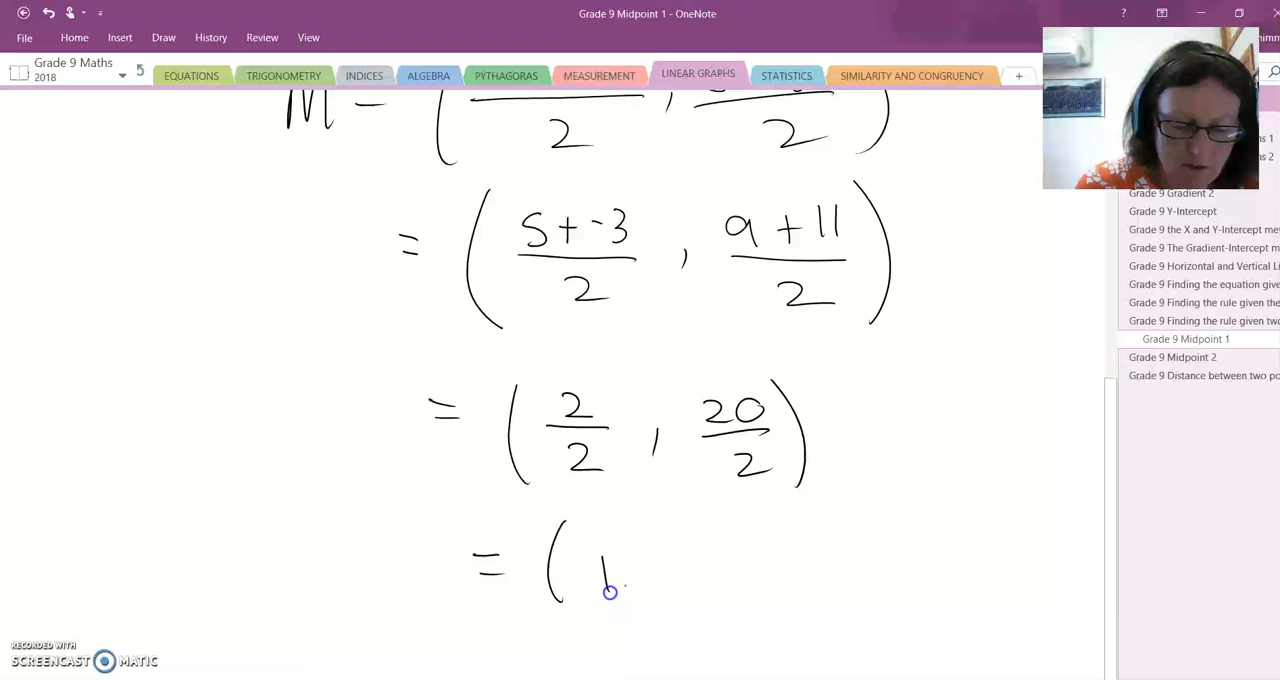 Grade 9 Midpoint 1 - OneNote
?
File Home Insert Draw History Review View
Grade 9 Maths
2018
EQUATIONS TRIGONOMETRY INDICES ALGEBRA PYTHAGORAS MEASUREMENT LINEAR GRAPHS STATISTICS SIMILARITY AND CONGRUENCY +
Grade 9 Gradient 2
Grade 9 Y-Intercept
Grade 9 the X and Y-Intercept me
Grade 9 The Gradient-Intercept m
Grade 9 Horizontal and Vertical Li
Grade 9 Finding the equation give
Grade 9 Finding the rule given the
Grade 9 Finding the rule given two
Grade 9 Midpoint 1
Grade 9 Midpoint 2
Grade 9 Distance between two po
M = ( , )
2 2
= ( 5+-3 , 9+11 )
2 2
= ( 2 , 20 )
2 2
= ( 1
RECORDED WITH
SCREENCAST MATIC